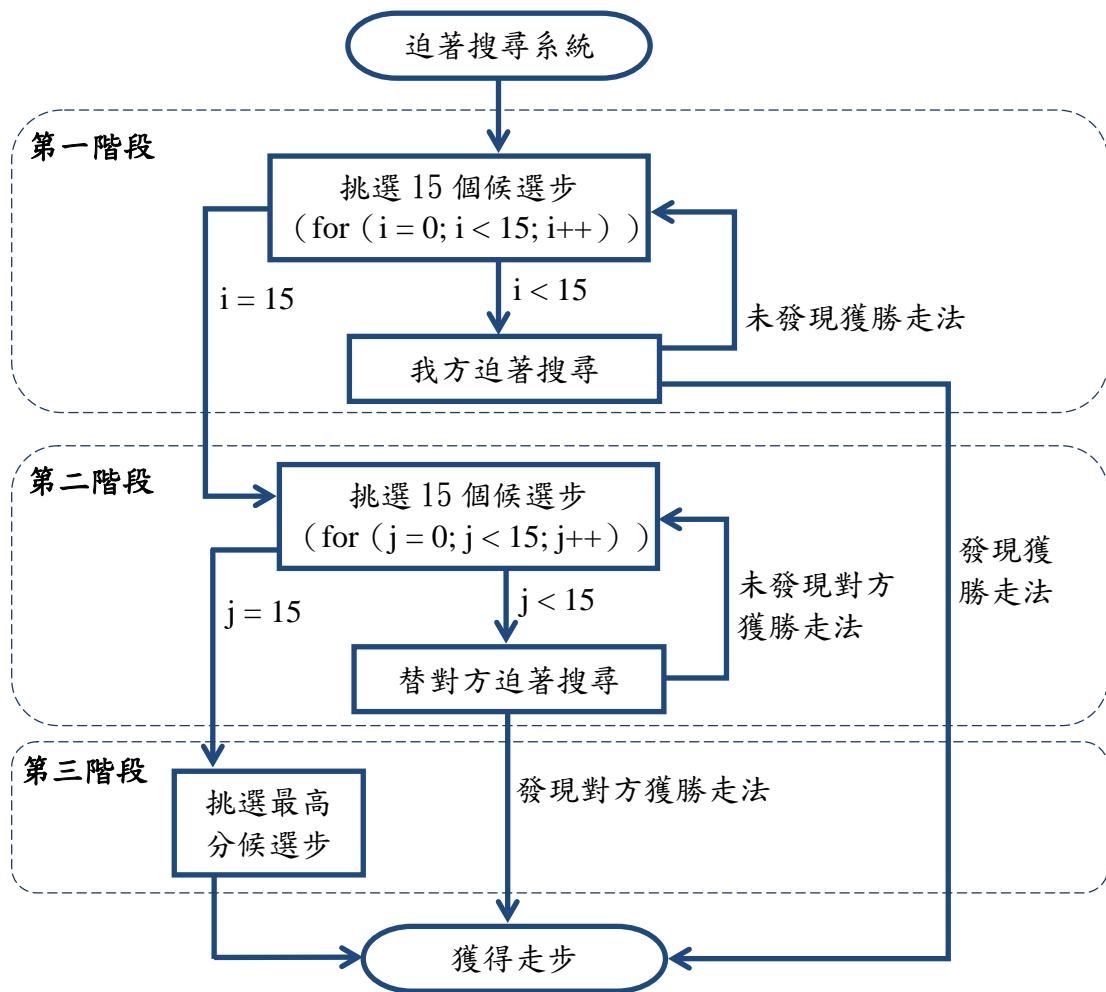 迫著搜尋系統
第一階段
挑選 15 個候選步
（for（i = 0; i < 15; i++））
i = 15
i < 15
未發現獲勝走法
我方迫著搜尋
第二階段
挑選 15 個候選步
（for（j = 0; j < 15; j++））
發現獲
勝走法
j = 15
j < 15
未發現對方
獲勝走法
替對方迫著搜尋
第三階段
挑選最高
分候選步
發現對方獲勝走法
獲得走步